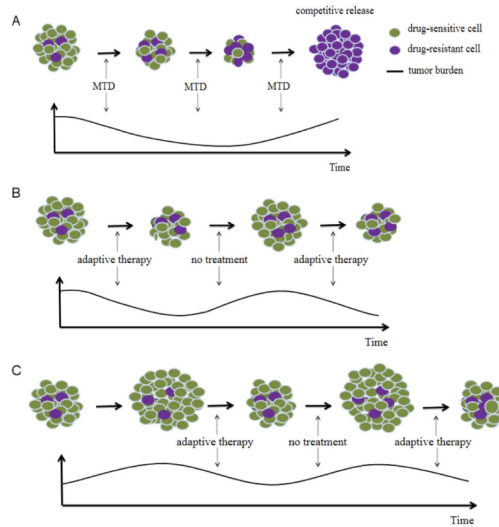 A
competitive release
drug-sensitive cell
drug-resistant cell
tumor burden
MTD
MTD
MTD
Time
B
adaptive therapy
no treatment
adaptive therapy
Time
C
adaptive therapy
no treatment
adaptive therapy
Time